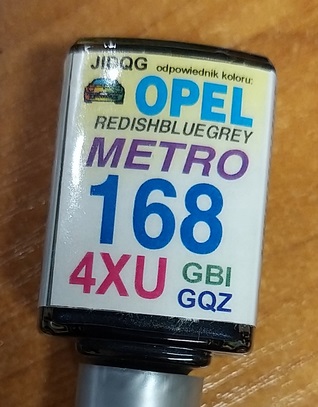 JIDQG odpowiednik koloru:
OPEL
REDISHBLUEGREY
METRO
168
4XU GBI
GQZ